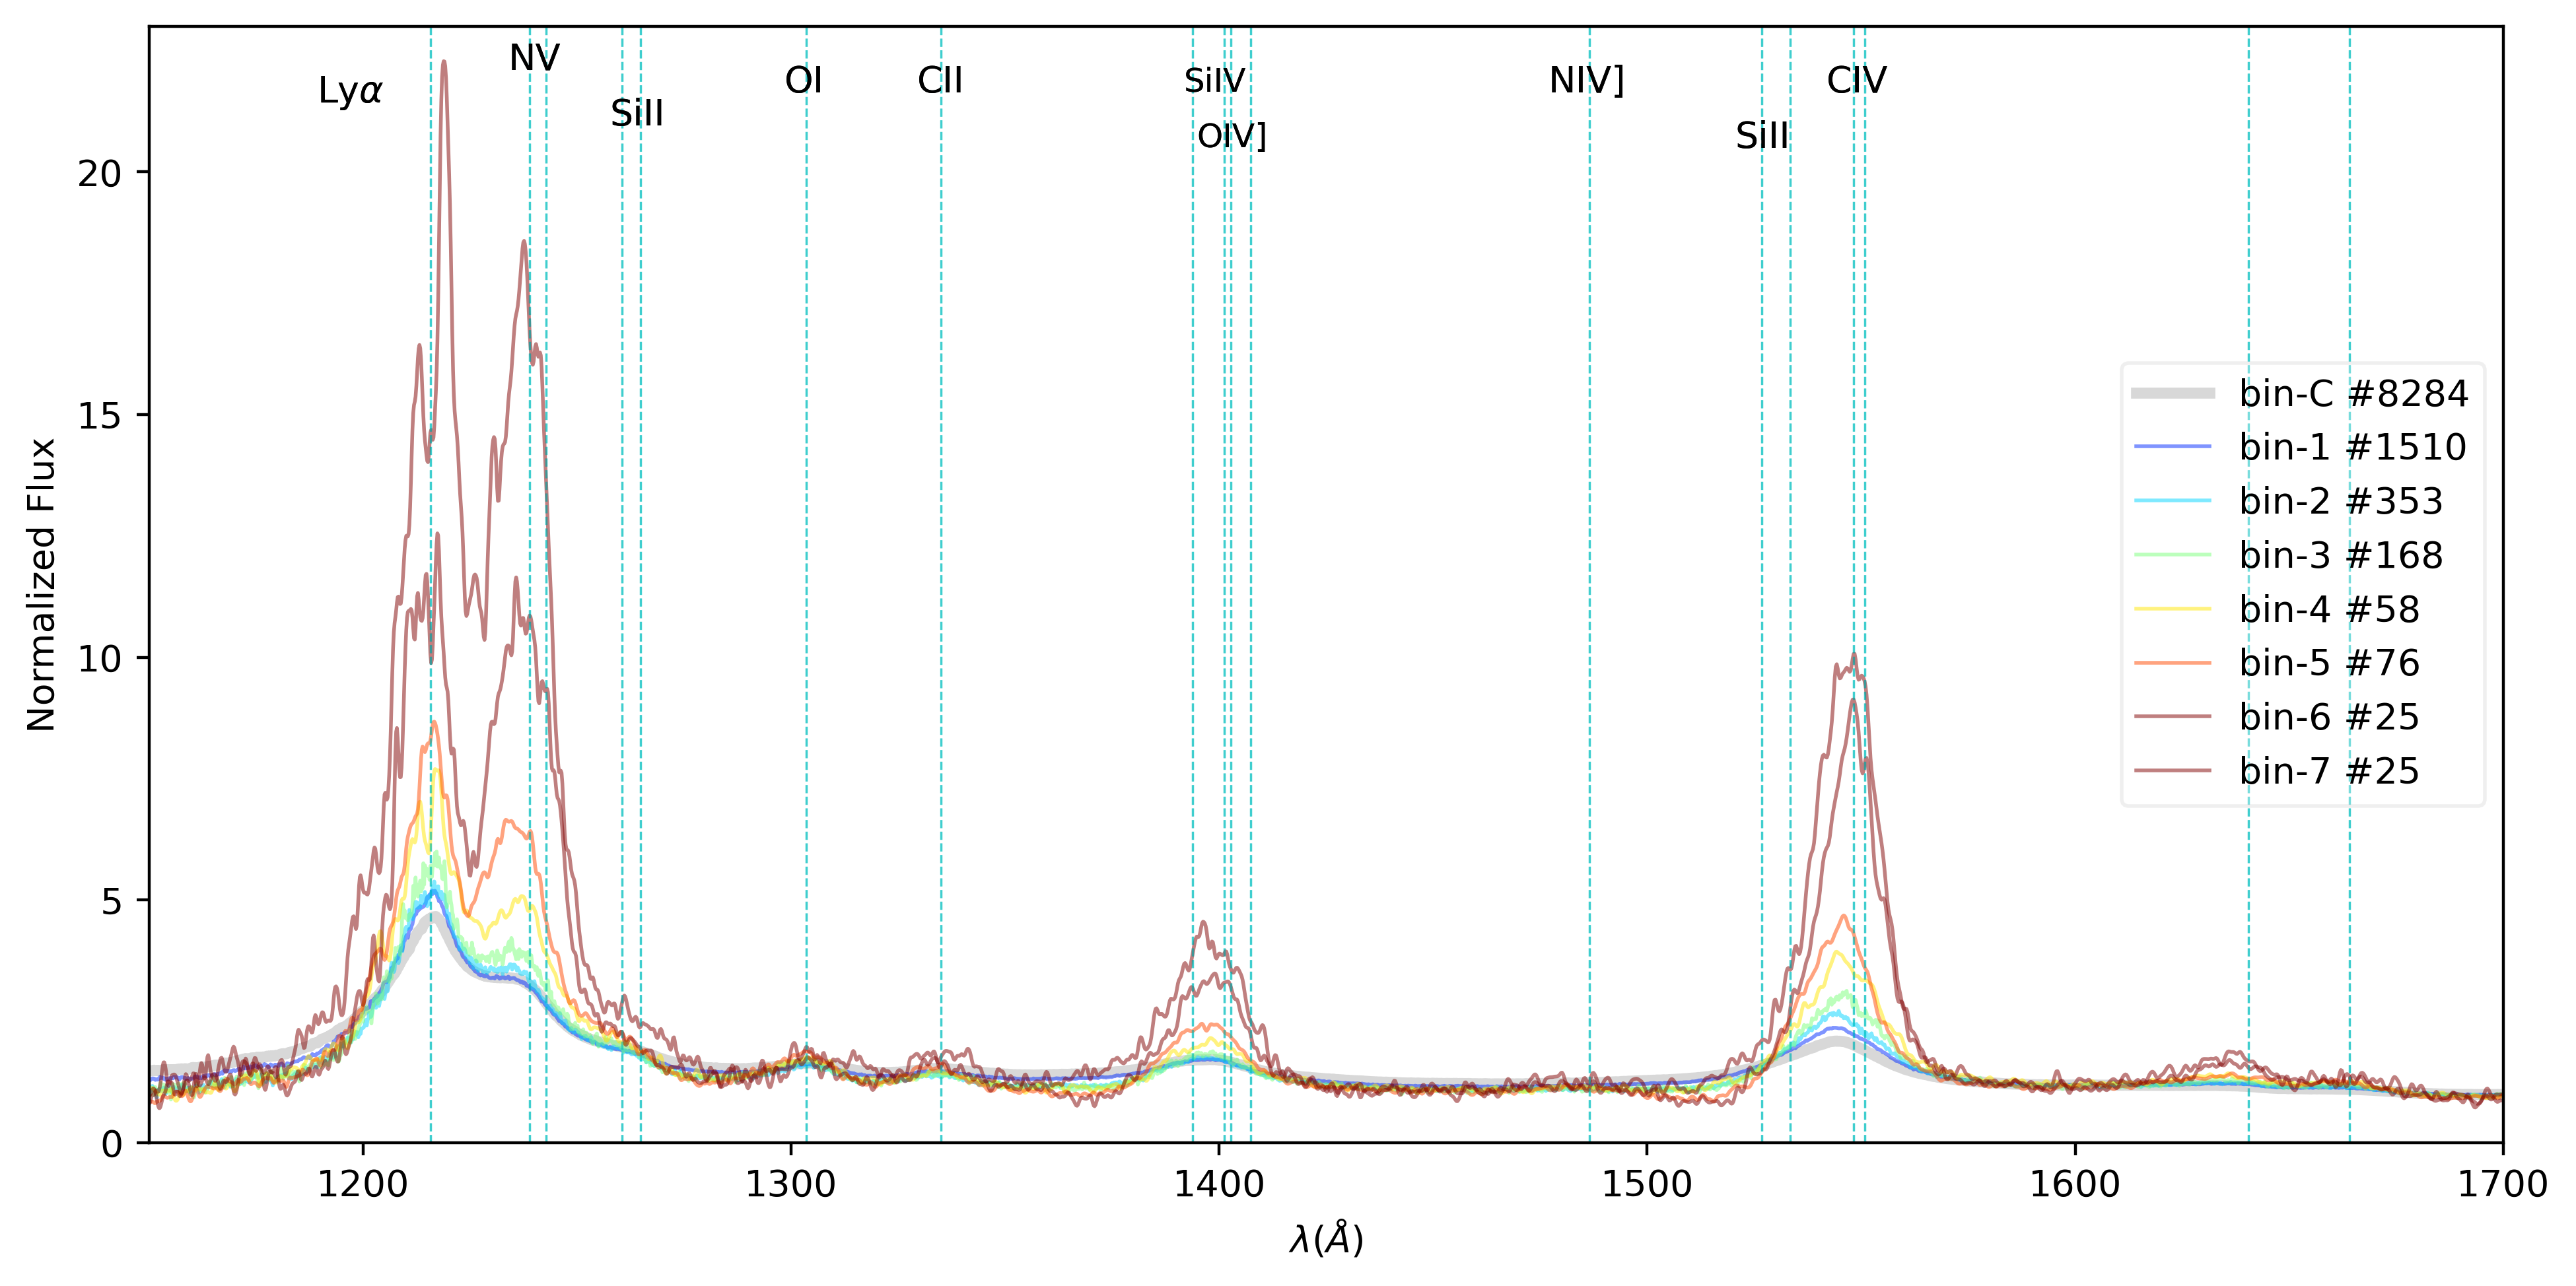 NV
Lyα
OI
CII
SiIV
NIV]
CIV
SiII
OIV]
SiII
Normalized Flux
20
15
10
5
0
bin-C #8284
bin-1 #1510
bin-2 #353
bin-3 #168
bin-4 #58
bin-5 #76
bin-6 #25
bin-7 #25
1200
1300
1400
1500
1600
1700
λ(Å)